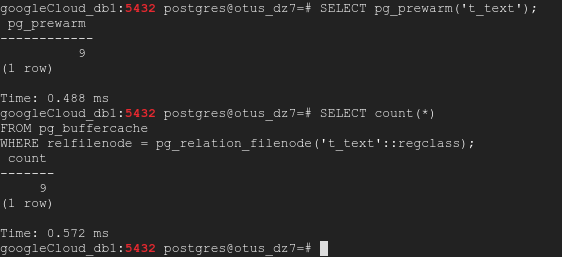 googleCloud_db1:5432 postgres@otus_dz7=# SELECT pg_prewarm('t_text');
pg_prewarm
------------
9
(1 row)
Time: 0.488 ms
googleCloud_db1:5432 postgres@otus_dz7=# SELECT count(*)
FROM pg_buffercache
WHERE relfilenode = pg_relation_filenode('t_text'::regclass);
count
-------
9
(1 row)
Time: 0.572 ms
googleCloud_db1:5432 postgres@otus_dz7=#